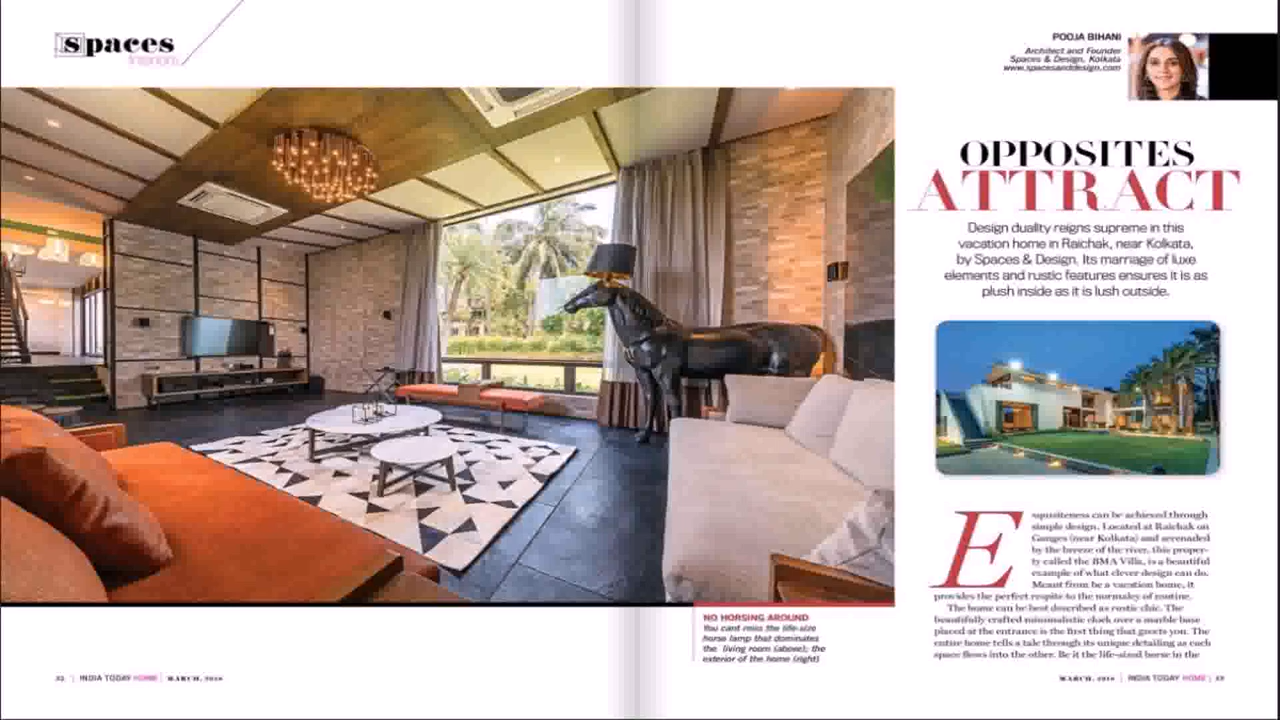 spaces
POOJA BIHANI
Architect and Founder
Spaces & Design, Kolkata
www.spacesanddesign.com
OPPOSITES
ATTRACT
Design duality reigns supreme in this
vacation home in Raichak, near Kolkata,
by Spaces & Design. Its marriage of luxe
elements and rustic features ensures it is as
plush inside as it is lush outside.
Exquisiteness can be achieved through
simple design. Located at Raichak on
Ganges (near Kolkata) and serenaded
by the breeze of the river, this proper-
ty called the BMA Villa, is a beautiful
example of what clever design can do.
Meant from be a vacation home, it
provides the perfect respite to the normalcy of routine.
The home can be best described as rustic chic. The
beautifully crafted minimalistic clock over a marble base
placed at the entrance is the first thing that greets you. The
entire home tells a tale through its unique detailing as each
space flows into the other. Be it the life-sized horse in the
NO HORSING AROUND
You cant miss the life-size
horse lamp that dominates
the living room (above); the
exterior of the home (right)
INDIA TODAY HOME | MARCH, 2018
MARCH, 2018 | INDIA TODAY HOME |